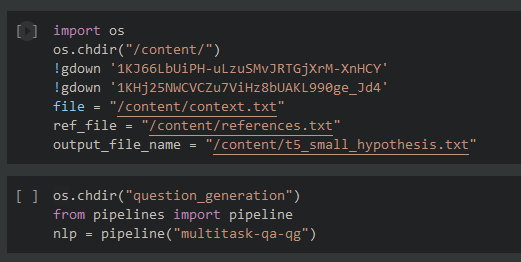 [ ] import os
os.chdir("/content/")
!gdown '1KJ66LbUiPH-uLzuSMvJRTGjXrM-XnHCY'
!gdown '1KHj25NWCVCZu7ViHz8bUAKL990ge_Jd4'
file = "/content/context.txt"
ref_file = "/content/references.txt"
output_file_name = "/content/t5_small_hypothesis.txt"
[ ] os.chdir("question_generation")
from pipelines import pipeline
nlp = pipeline("multitask-qa-qg")